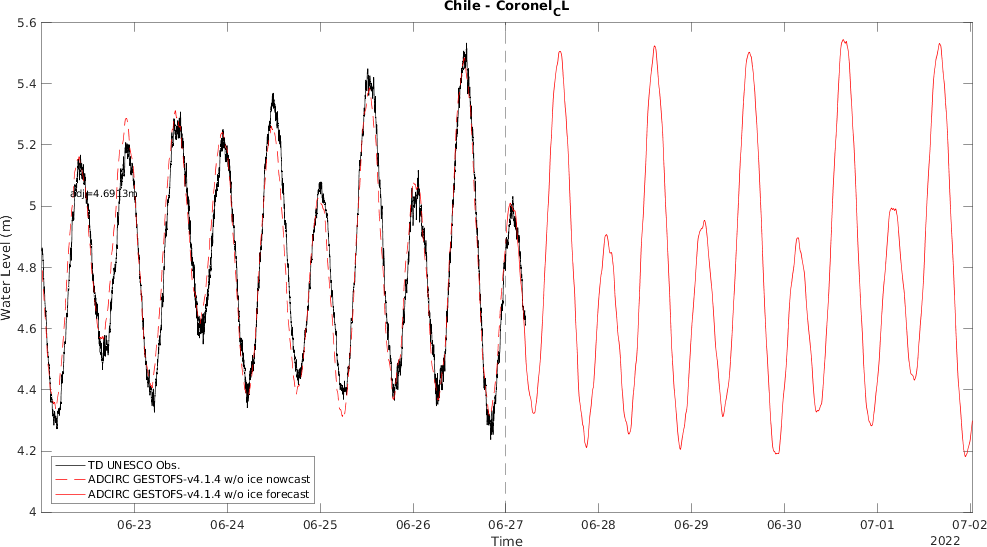 Chile - Coronel_CL
5.6
5.4
5.2
5
4.8
4.6
4.4
4.2
4
Water Level (m)
adj=4.6913m
TD UNESCO Obs.
ADCIRC GESTOFS-v4.1.4 w/o ice nowcast
ADCIRC GESTOFS-v4.1.4 w/o ice forecast
06-23 06-24 06-25 06-26 06-27 06-28 06-29 06-30 07-01 07-02
Time
2022